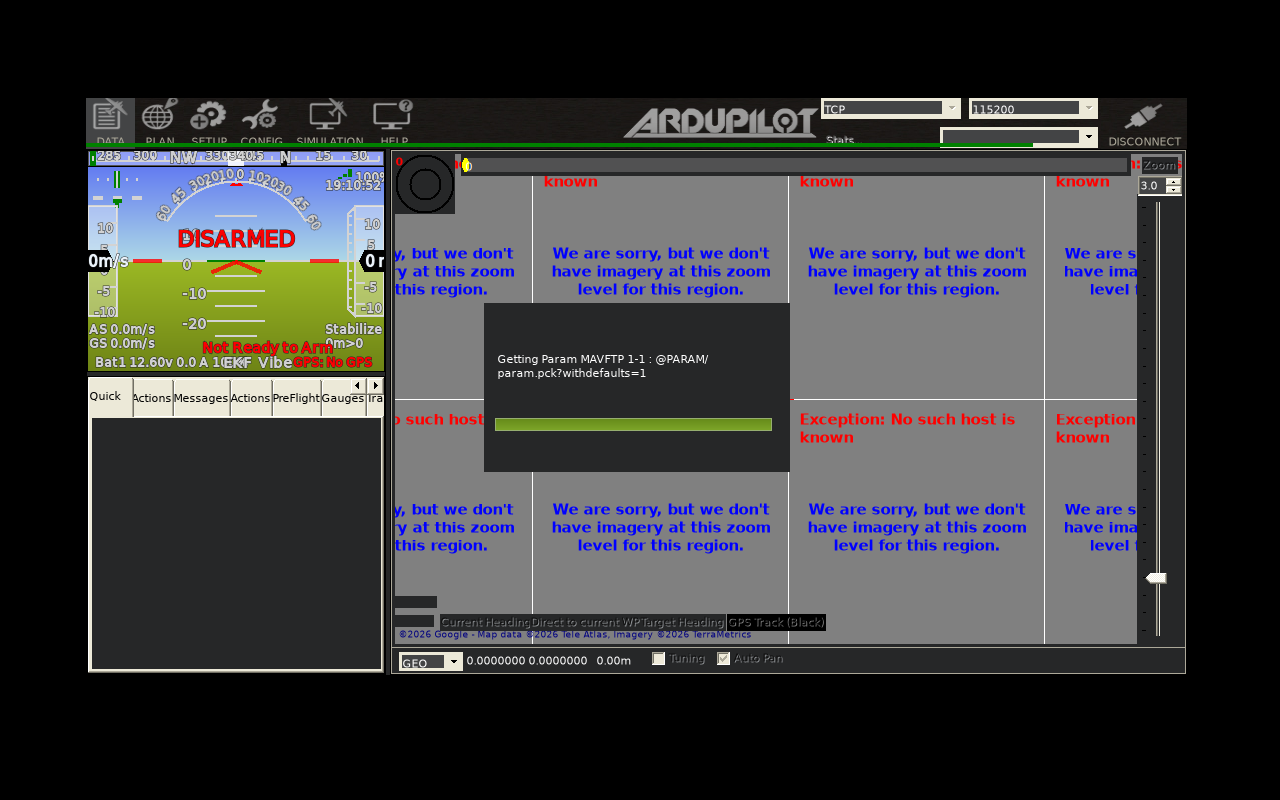 DATA PLAN SETUP CONFIG SIMULATION HELP
ARDUPILOT
TCP 115200
Stats
DISCONNECT
285 300 NW 330 N 15 30
100%
19:10:52
DISARMED
0m/s
AS 0.0m/s
GS 0.0m/s
Stabilize
0m>0
Not Ready to Arm
Bat1 12.60v 0.0 A
EKF Vibe GPS: No GPS
Quick Actions Messages Actions PreFlight Gauges
Zoom
3.0
known
known
known
We are sorry, but we don't
have imagery at this zoom
level for this region.
We are sorry, but we don't
have imagery at this zoom
level for this region.
Getting Param MAVFTP 1-1 : @PARAM/
param.pck?withdefaults=1
such host
Exception: No such host is
known
Exception
known
We are sorry, but we don't
have imagery at this zoom
level for this region.
We are sorry, but we don't
have imagery at this zoom
level for this region.
Current Heading Direct to current WP Target Heading GPS Track (Black)
©2026 Google - Map data ©2026 Tele Atlas, Imagery ©2026 TerraMetrics
GEO 0.0000000 0.0000000 0.00m Tuning Auto Pan